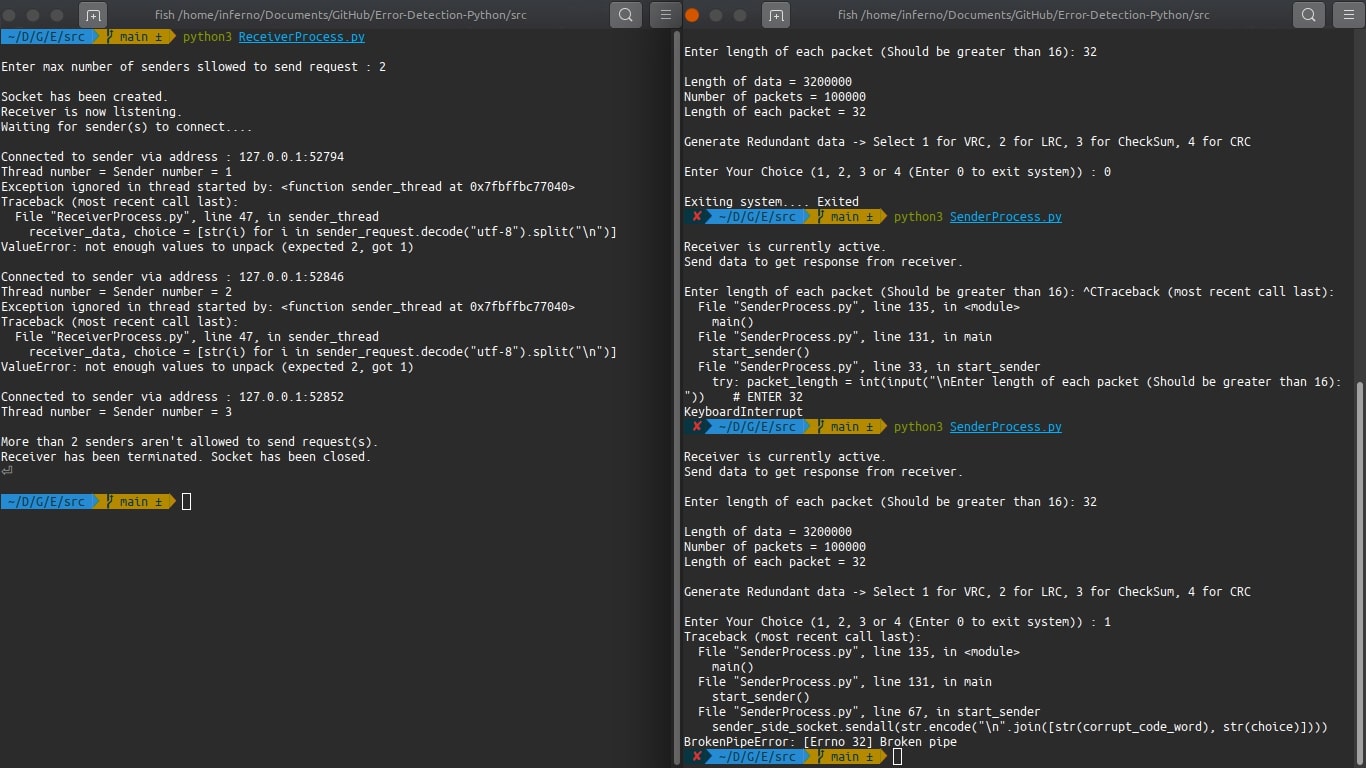 fish /home/inferno/Documents/GitHub/Error-Detection-Python/src
~/D/G/E/src main ± python3 ReceiverProcess.py
Enter max number of senders sllowed to send request : 2
Socket has been created.
Receiver is now listening.
Waiting for sender(s) to connect....
Connected to sender via address : 127.0.0.1:52794
Thread number = Sender number = 1
Exception ignored in thread started by: <function sender_thread at 0x7fbffbc77040>
Traceback (most recent call last):
File "ReceiverProcess.py", line 47, in sender_thread
receiver_data, choice = [str(i) for i in sender_request.decode("utf-8").split("\n")]
ValueError: not enough values to unpack (expected 2, got 1)
Connected to sender via address : 127.0.0.1:52846
Thread number = Sender number = 2
Exception ignored in thread started by: <function sender_thread at 0x7fbffbc77040>
Traceback (most recent call last):
File "ReceiverProcess.py", line 47, in sender_thread
receiver_data, choice = [str(i) for i in sender_request.decode("utf-8").split("\n")]
ValueError: not enough values to unpack (expected 2, got 1)
Connected to sender via address : 127.0.0.1:52852
Thread number = Sender number = 3
More than 2 senders aren't allowed to send request(s).
Receiver has been terminated. Socket has been closed.
⏎
~/D/G/E/src main ±
fish /home/inferno/Documents/GitHub/Error-Detection-Python/src
Enter length of each packet (Should be greater than 16): 32
Length of data = 3200000
Number of packets = 100000
Length of each packet = 32
Generate Redundant data -> Select 1 for VRC, 2 for LRC, 3 for CheckSum, 4 for CRC
Enter Your Choice (1, 2, 3 or 4 (Enter 0 to exit system)) : 0
Exiting system.... Exited
✘ ~/D/G/E/src main ± python3 SenderProcess.py
Receiver is currently active.
Send data to get response from receiver.
Enter length of each packet (Should be greater than 16): ^CTraceback (most recent call last):
File "SenderProcess.py", line 135, in <module>
main()
File "SenderProcess.py", line 131, in main
start_sender()
File "SenderProcess.py", line 33, in start_sender
try: packet_length = int(input("\nEnter length of each packet (Should be greater than 16):
")) # ENTER 32
KeyboardInterrupt
✘ ~/D/G/E/src main ± python3 SenderProcess.py
Receiver is currently active.
Send data to get response from receiver.
Enter length of each packet (Should be greater than 16): 32
Length of data = 3200000
Number of packets = 100000
Length of each packet = 32
Generate Redundant data -> Select 1 for VRC, 2 for LRC, 3 for CheckSum, 4 for CRC
Enter Your Choice (1, 2, 3 or 4 (Enter 0 to exit system)) : 1
Traceback (most recent call last):
File "SenderProcess.py", line 135, in <module>
main()
File "SenderProcess.py", line 131, in main
start_sender()
File "SenderProcess.py", line 67, in start_sender
sender_side_socket.sendall(str.encode("\n".join([str(corrupt_code_word), str(choice)])))
BrokenPipeError: [Errno 32] Broken pipe
✘ ~/D/G/E/src main ±